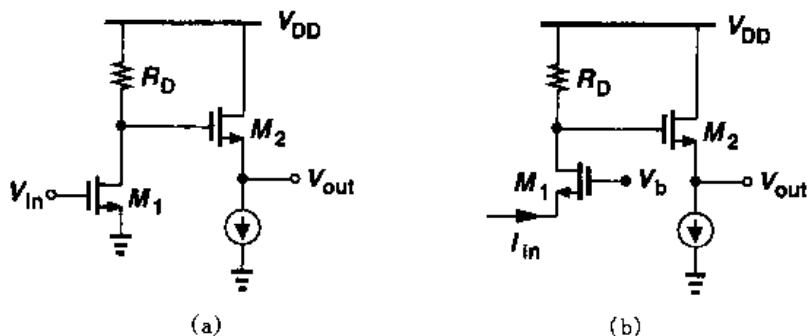 V_DD
R_D
M_2
V_in
M_1
V_out
(a)
V_DD
R_D
M_2
M_1
V_b
V_out
I_in
(b)